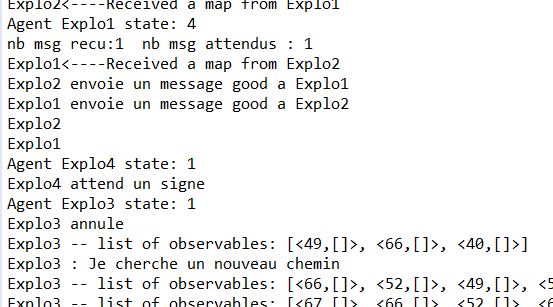 Explo2<----Received a map from Explo1
Agent Explo1 state: 4
nb msg recu:1  nb msg attendus : 1
Explo1<----Received a map from Explo2
Explo2 envoie un message good a Explo1
Explo1 envoie un message good a Explo2
Explo2
Explo1
Agent Explo4 state: 1
Explo4 attend un signe
Agent Explo3 state: 1
Explo3 annule
Explo3 -- list of observables: [<49,[]>, <66,[]>, <40,[]>]
Explo3 : Je cherche un nouveau chemin
Explo3 -- list of observables: [<66,[]>, <52,[]>, <49,[]>, <5
Explo3 -- list of observables: [<67,[]>, <66,[]>, <52,[]>, <6